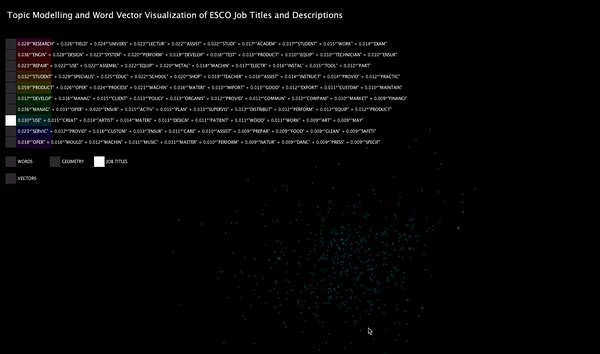 Topic Modelling and Word Vector Visualization of ESCO Job Titles and Descriptions
0.028*"RESEARCH" + 0.026*"FIELD" + 0.024*"UNIVERS" + 0.023*"LECTUR" + 0.022*"ASSIST" + 0.022*"STUDI" + 0.017*"ACADEM" + 0.017*"STUDENT" + 0.015*"WORK" + 0.014*"EXAM"
0.036*"ENGIN" + 0.029*"DESIGN" + 0.023*"SYSTEM" + 0.020*"PERFORM" + 0.019*"DEVELOP" + 0.016*"TEST" + 0.013*"PRODUCT" + 0.010*"EQUIP" + 0.010*"TECHNICIAN" + 0.010*"ENSUR"
0.023*"REPAIR" + 0.022*"USE" + 0.022*"ASSEMBL" + 0.022*"EQUIP" + 0.020*"METAL" + 0.018*"MACHIN" + 0.017*"ELECTR" + 0.016*"INSTAL" + 0.015*"TOOL" + 0.012*"PART"
0.032*"STUDENT" + 0.029*"SPECIALIS" + 0.025*"EDUC" + 0.022*"SCHOOL" + 0.020*"SHOP" + 0.019*"TEACHER" + 0.016*"ASSIST" + 0.014*"INSTRUCT" + 0.014*"PROVID" + 0.012*"PRACTIC"
0.059*"PRODUCT" + 0.026*"OPER" + 0.024*"PROCESS" + 0.021*"MACHIN" + 0.016*"MATERI" + 0.013*"IMPORT" + 0.013*"GOOD" + 0.012*"EXPORT" + 0.011*"CUSTOM" + 0.010*"MAINTAIN"
0.017*"DEVELOP" + 0.016*"MANAG" + 0.015*"CLIENT" + 0.013*"POLICI" + 0.013*"ORGANIS" + 0.012*"PROVID" + 0.011*"COMMUN" + 0.010*"COMPAN" + 0.010*"MARKET" + 0.009*"FINANCI"
0.036*"MANAG" + 0.033*"OPER" + 0.020*"ENSUR" + 0.015*"ACTIV" + 0.014*"PLAN" + 0.013*"SUPERVIS" + 0.013*"DISTRIBUT" + 0.012*"PERFORM" + 0.012*"EQUIP" + 0.012*"PRODUCT"
0.030*"USE" + 0.015*"CREAT" + 0.014*"ARTIST" + 0.014*"MATERI" + 0.013*"DESIGN" + 0.011*"PATIENT" + 0.011*"WOOD" + 0.011*"WORK" + 0.009*"ART" + 0.009*"MAY"
0.023*"SERVIC" + 0.017*"PROVID" + 0.016*"CUSTOM" + 0.013*"ENSUR" + 0.011*"CARE" + 0.010*"ASSIST" + 0.009*"PREPAR" + 0.009*"FOOD" + 0.009*"CLEAN" + 0.009*"SAFETI"
0.018*"OPER" + 0.016*"MOULD" + 0.012*"MACHIN" + 0.011*"MUSIC" + 0.011*"MASTER" + 0.010*"PERFORM" + 0.009*"NATUR" + 0.009*"DANC" + 0.009*"PRESS" + 0.009*"SPECII"
WORDS GEOMETRY JOB TITLES
VECTORS